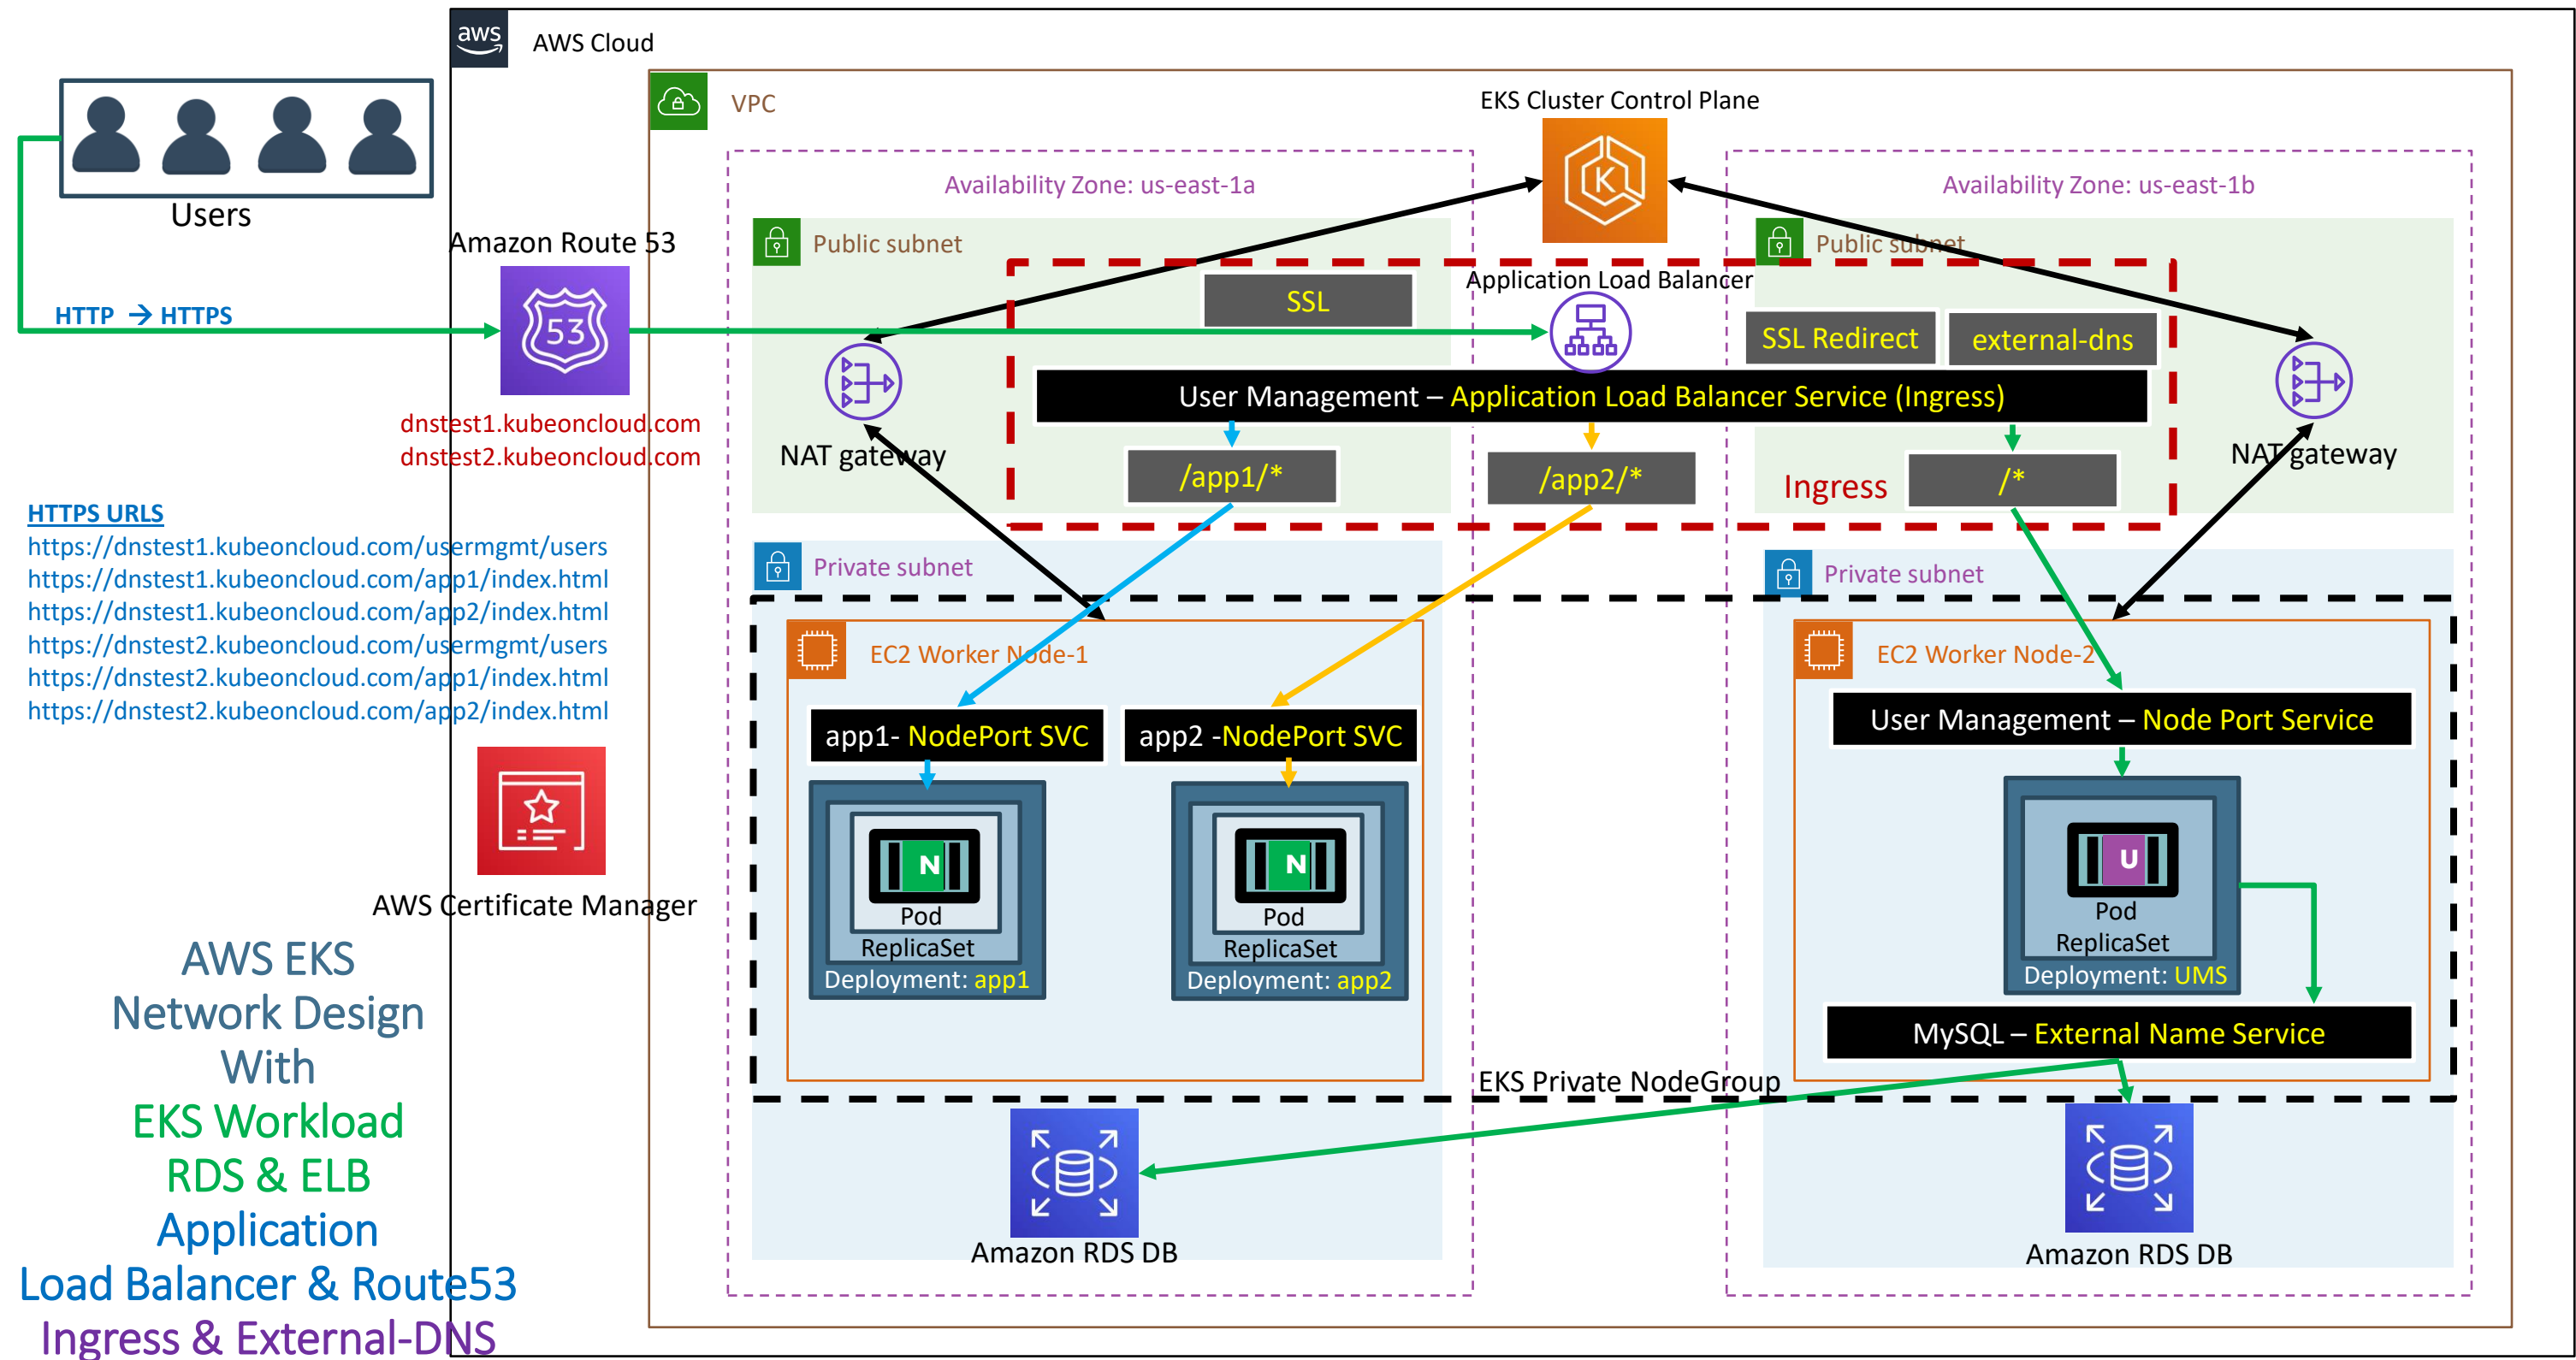 aws
AWS Cloud
VPC
EKS Cluster Control Plane
Users
Availability Zone: us-east-1a
Availability Zone: us-east-1b
Amazon Route 53
Public subnet
Public subnet
Application Load Balancer
HTTP → HTTPS
53
SSL
SSL Redirect
external-dns
K
User Management – Application Load Balancer Service (Ingress)
dnstest1.kubeoncloud.com
dnstest2.kubeoncloud.com
NAT gateway
NAT gateway
/app1/*
/app2/*
Ingress
/*
HTTPS URLS
https://dnstest1.kubeoncloud.com/usermgmt/users
https://dnstest1.kubeoncloud.com/app1/index.html
https://dnstest1.kubeoncloud.com/app2/index.html
https://dnstest2.kubeoncloud.com/usermgmt/users
https://dnstest2.kubeoncloud.com/app1/index.html
https://dnstest2.kubeoncloud.com/app2/index.html
Private subnet
Private subnet
EC2 Worker Node-1
EC2 Worker Node-2
app1- NodePort SVC
app2 -NodePort SVC
User Management – Node Port Service
N
Pod
ReplicaSet
Deployment: app1
N
Pod
ReplicaSet
Deployment: app2
U
Pod
ReplicaSet
Deployment: UMS
AWS Certificate Manager
MySQL – External Name Service
EKS Private NodeGroup
Amazon RDS DB
Amazon RDS DB
AWS EKS
Network Design
With
EKS Workload
RDS & ELB
Application
Load Balancer & Route53
Ingress & External-DNS